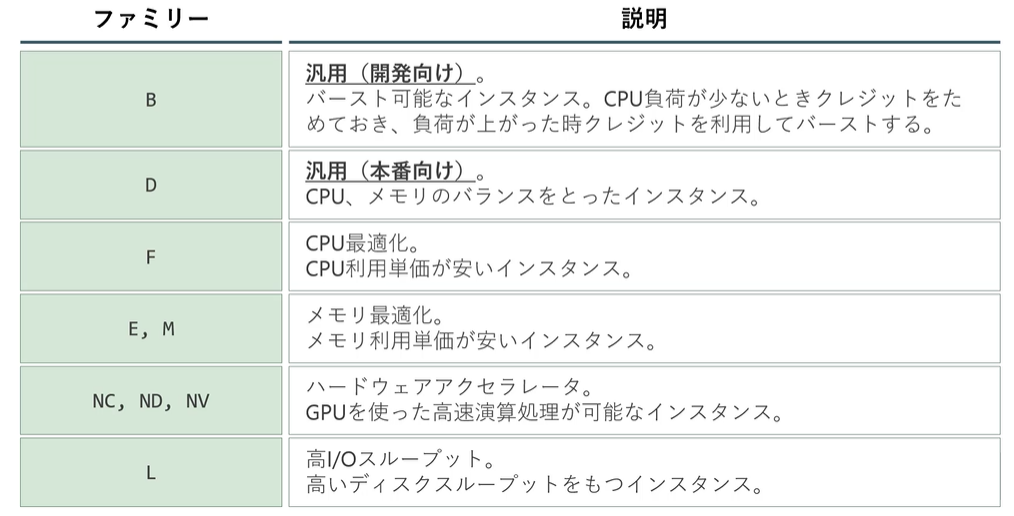 ファミリー 説明
B
汎用（開発向け）。
バースト可能なインスタンス。CPU負荷が少ないときクレジットをた
めておき、負荷が上がった時クレジットを利用してバーストする。
D
汎用（本番向け）。
CPU、メモリのバランスをとったインスタンス。
F
CPU最適化。
CPU利用単価が安いインスタンス。
E, M
メモリ最適化。
メモリ利用単価が安いインスタンス。
NC, ND, NV
ハードウェアアクセラレータ。
GPUを使った高速演算処理が可能なインスタンス。
L
高I/Oスループット。
高いディスクスループットをもつインスタンス。